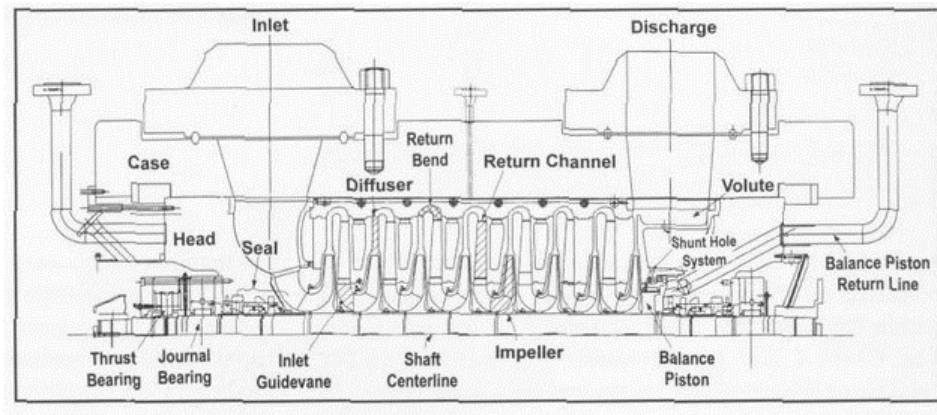 Inlet
Discharge
Case
Return
Bend
Return Channel
Diffuser
Volute
Head
Seal
Shunt Hole
System
Balance Piston
Return Line
Thrust
Bearing
Journal
Bearing
Inlet
Guidevane
Shaft
Centerline
Impeller
Balance
Piston